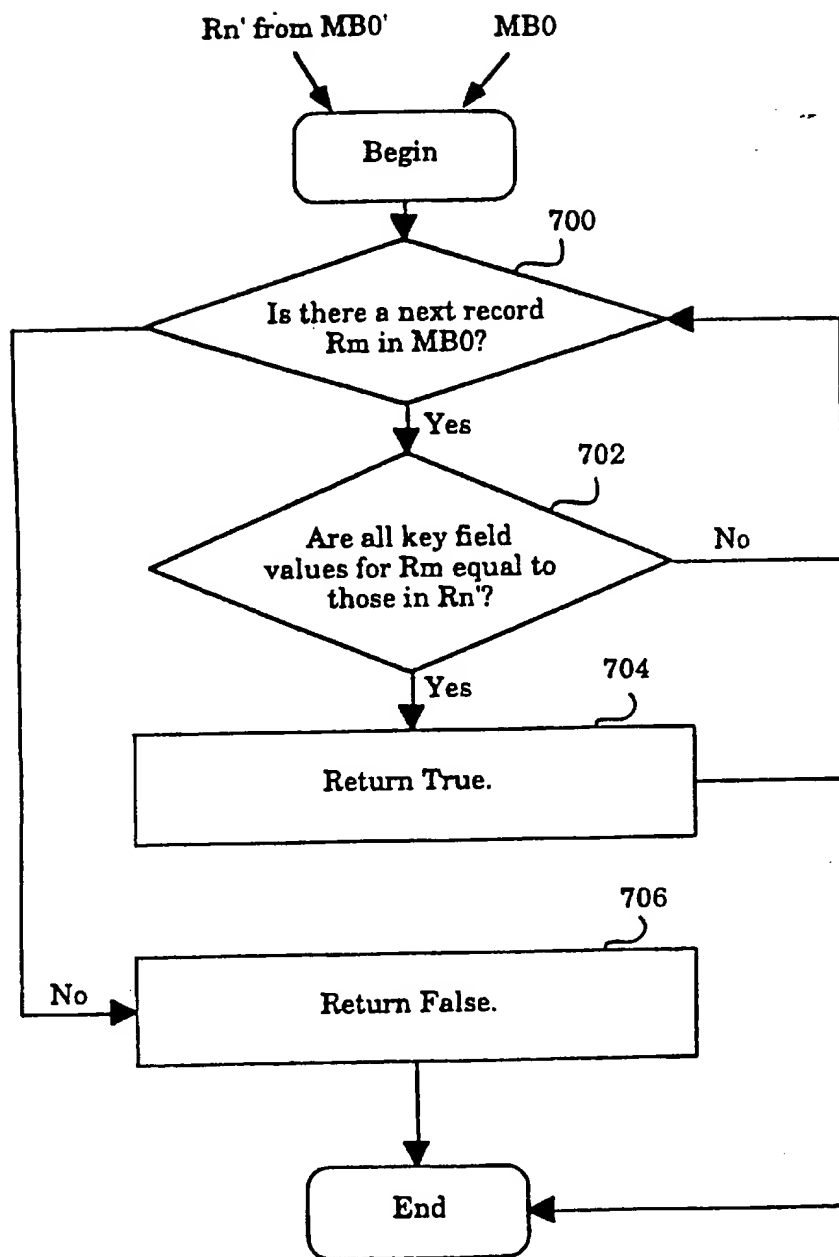 Rn' from MB0'
MB0
Begin
700
Is there a next record
Rm in MB0?
Yes
702
Are all key field
values for Rm equal to
those in Rn'?
No
Yes
704
Return True.
706
No
Return False.
End